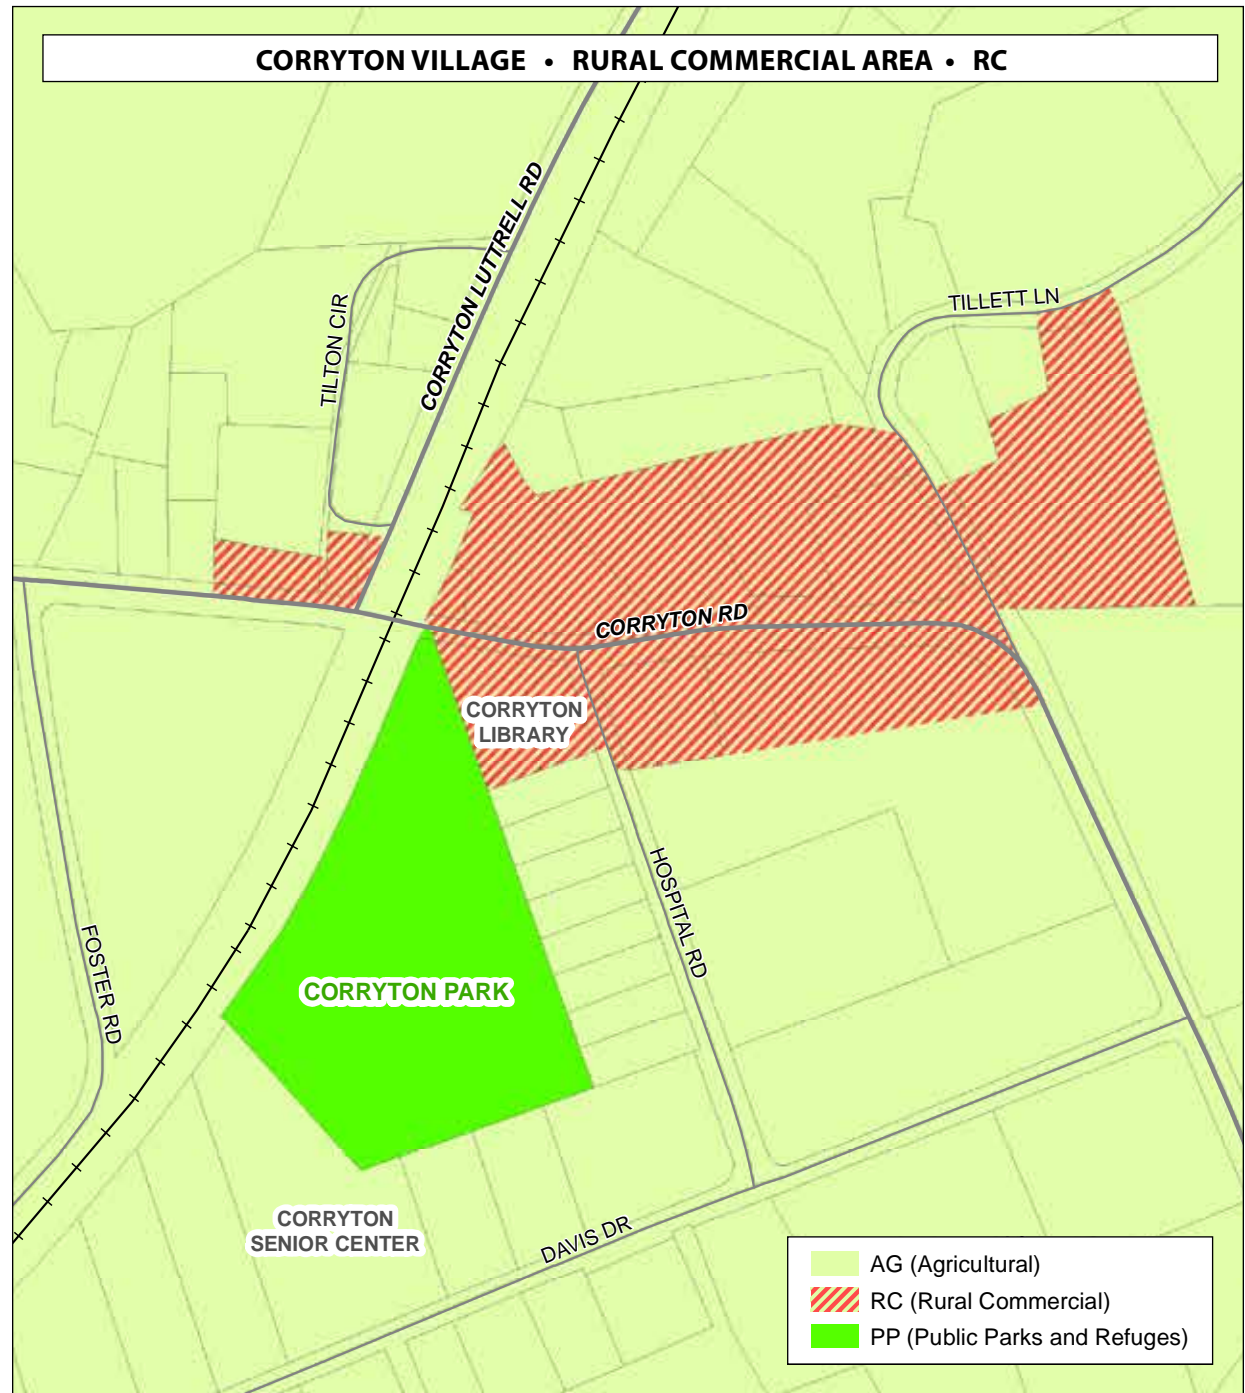 CORRYTON VILLAGE • RURAL COMMERCIAL AREA • RC
CORRYTON LUTTRELL RD
TILTON CIR
TILLETT LN
CORRYTON RD
CORRYTON
LIBRARY
HOSPITAL RD
FOSTER RD
CORRYTON PARK
CORRYTON
SENIOR CENTER
DAVIS DR
AG (Agricultural)
RC (Rural Commercial)
PP (Public Parks and Refuges)